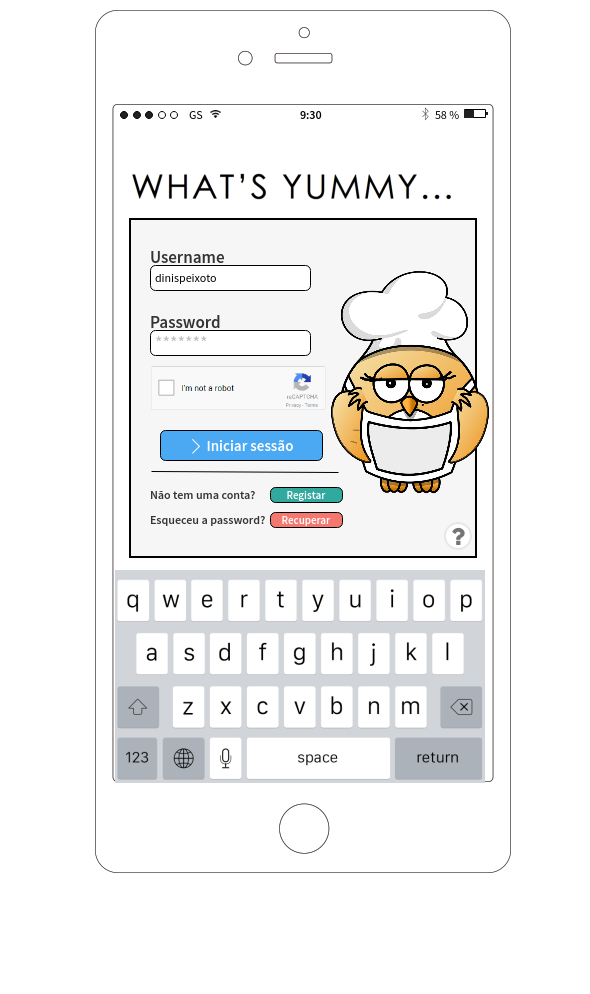 GS 9:30 58 %
WHAT'S YUMMY...
Username
dinispeixoto
Password
*******
I'm not a robot
reCAPTCHA
Privacy - Terms
Iniciar sessão
Não tem uma conta? Registar
Esqueceu a password? Recuperar
?
q w e r t y u i o p
a s d f g h j k l
z x c v b n m
123 space return